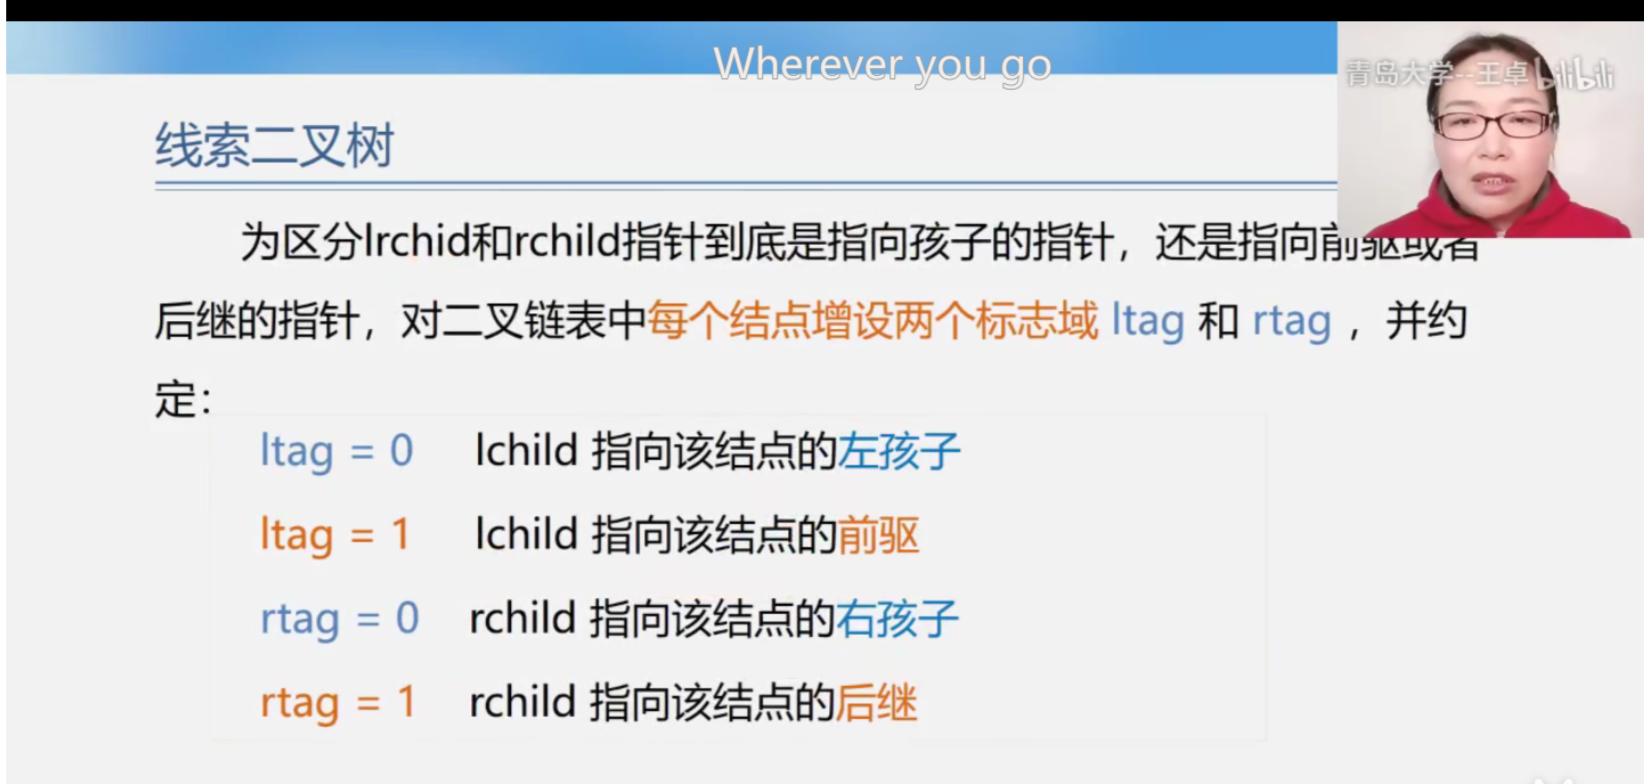 Wherever you go
青岛大学--王卓 bilibili
线索二叉树
为区分lrchid和rchild指针到底是指向孩子的指针，还是指向前驱或者
后继的指针，对二叉链表中每个结点增设两个标志域 ltag 和 rtag ，并约
定：
ltag = 0 lchild 指向该结点的左孩子
ltag = 1 lchild 指向该结点的前驱
rtag = 0 rchild 指向该结点的右孩子
rtag = 1 rchild 指向该结点的后继